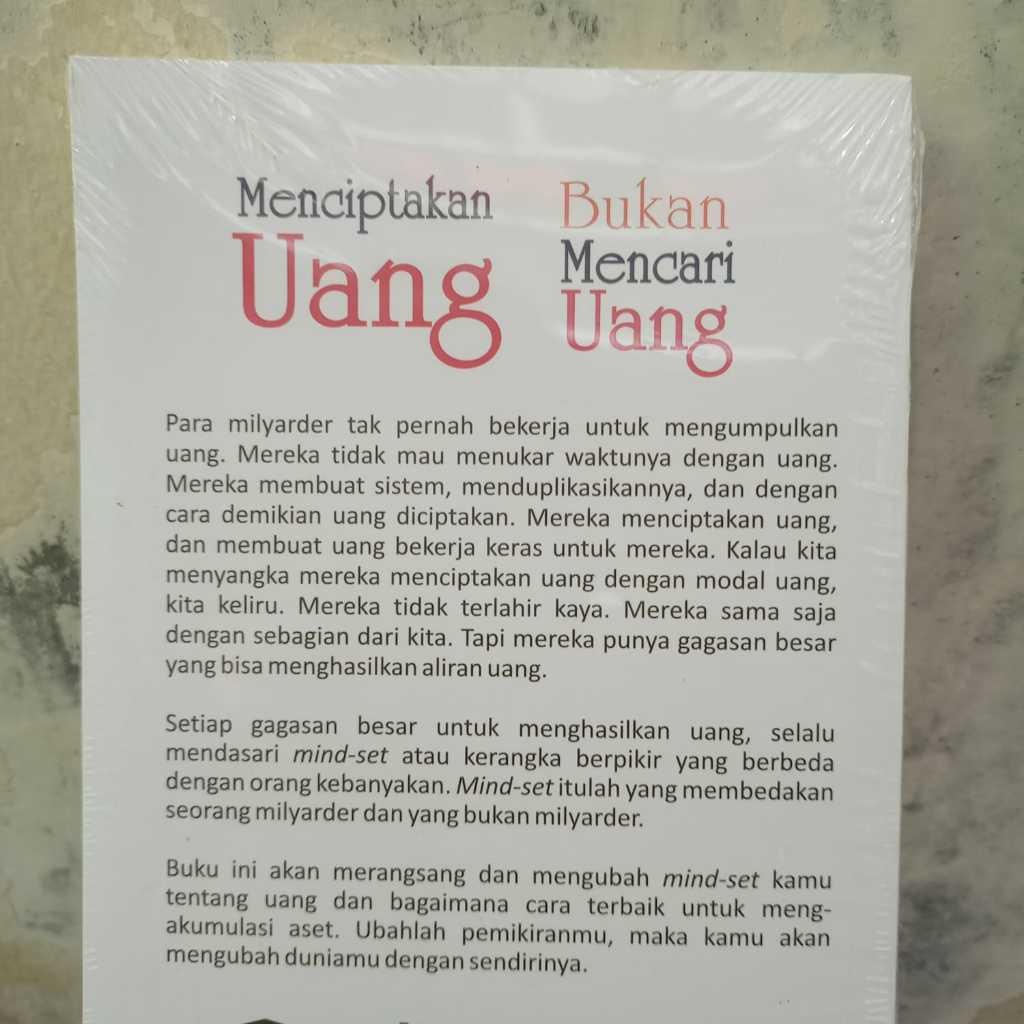 Menciptakan
Uang
Bukan
Mencari
Uang
Para milyarder tak pernah bekerja untuk mengumpulkan
uang. Mereka tidak mau menukar waktunya dengan uang.
Mereka membuat sistem, menduplikasikannya, dan dengan
cara demikian uang diciptakan. Mereka menciptakan uang,
dan membuat uang bekerja keras untuk mereka. Kalau kita
menyangka mereka menciptakan uang dengan modal uang,
kita keliru. Mereka tidak terlahir kaya. Mereka sama saja
dengan sebagian dari kita. Tapi mereka punya gagasan besar
yang bisa menghasilkan aliran uang.
Setiap gagasan besar untuk menghasilkan uang, selalu
mendasari mind-set atau kerangka berpikir yang berbeda
dengan orang kebanyakan. Mind-set itulah yang membedakan
seorang milyarder dan yang bukan milyarder.
Buku ini akan merangsang dan mengubah mind-set kamu
tentang uang dan bagaimana cara terbaik untuk meng-
akumulasi aset. Ubahlah pemikiranmu, maka kamu akan
mengubah duniamu dengan sendirinya.